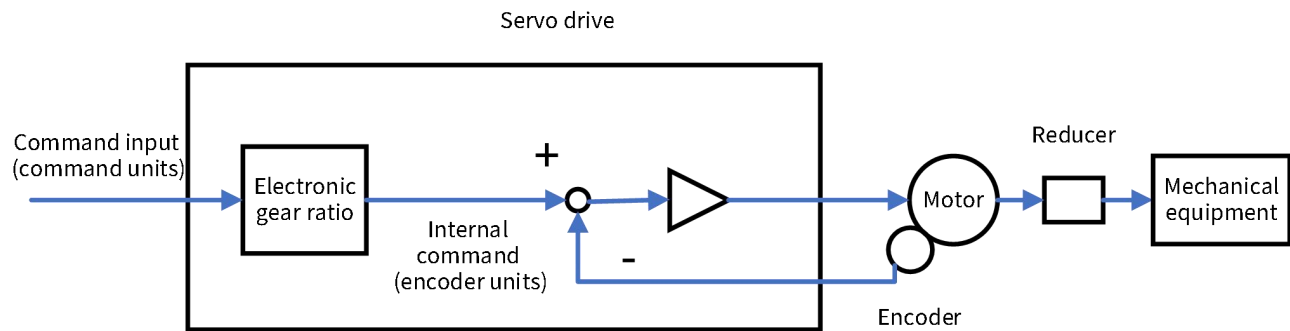 Servo drive
Command input
(command units)
Electronic
gear ratio
+
Internal
command
(encoder units)
-
Motor
Encoder
Reducer
Mechanical
equipment